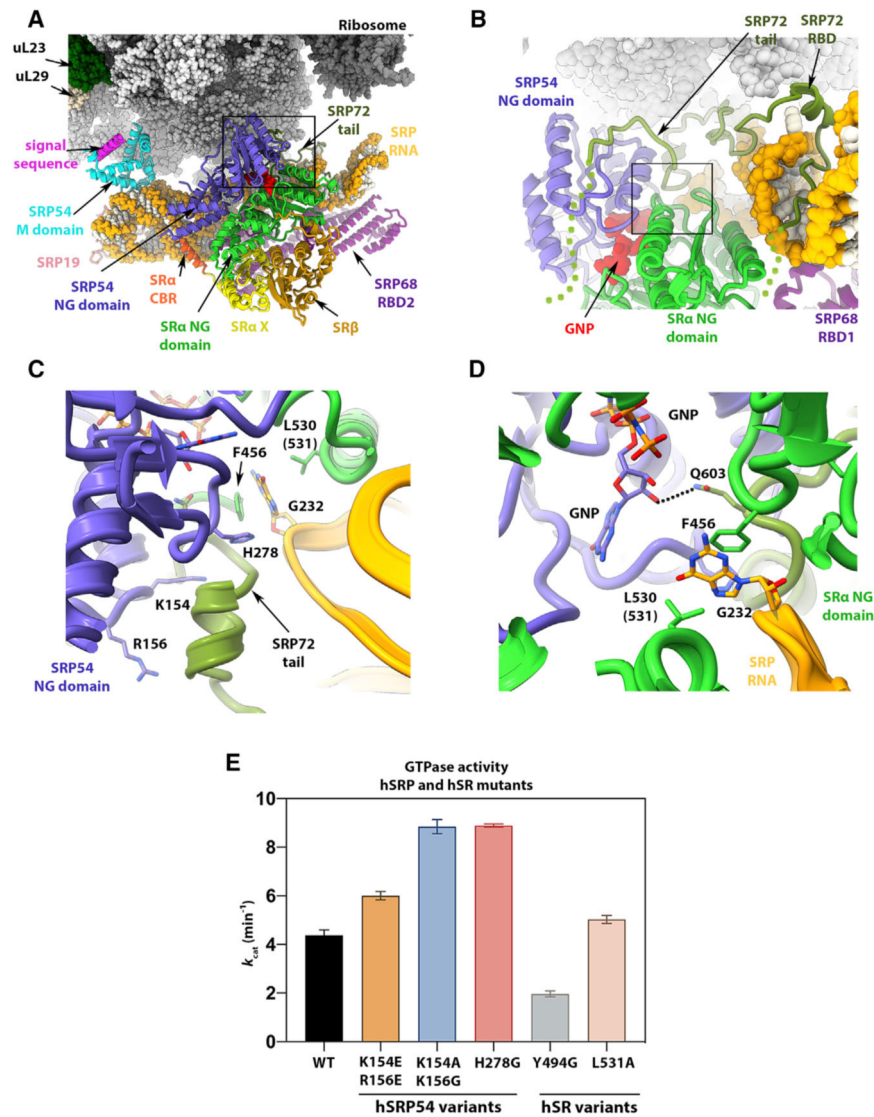 A
Ribosome
uL23
uL29
signal
sequence
SRP54
M domain
SRP19
SRP54
NG domain
SRα
CBR
SRα NG
domain
SRα X
SRβ
SRP68
RBD2
SRP72
tail
SRP
RNA
B
SRP72
tail
SRP72
RBD
SRP54
NG domain
GNP
SRα NG
domain
SRP68
RBD1
C
L530
(531)
F456
G232
H278
K154
R156
SRP72
tail
SRP54
NG domain
D
GNP
Q603
GNP
F456
L530
(531)
G232
SRα NG
domain
SRP
RNA
E
GTPase activity
hSRP and hSR mutants
kcat (min⁻¹)
10
8
6
4
2
0
WT
K154E
R156E
K154A
K156G
H278G
Y494G
L531A
hSRP54 variants
hSR variants